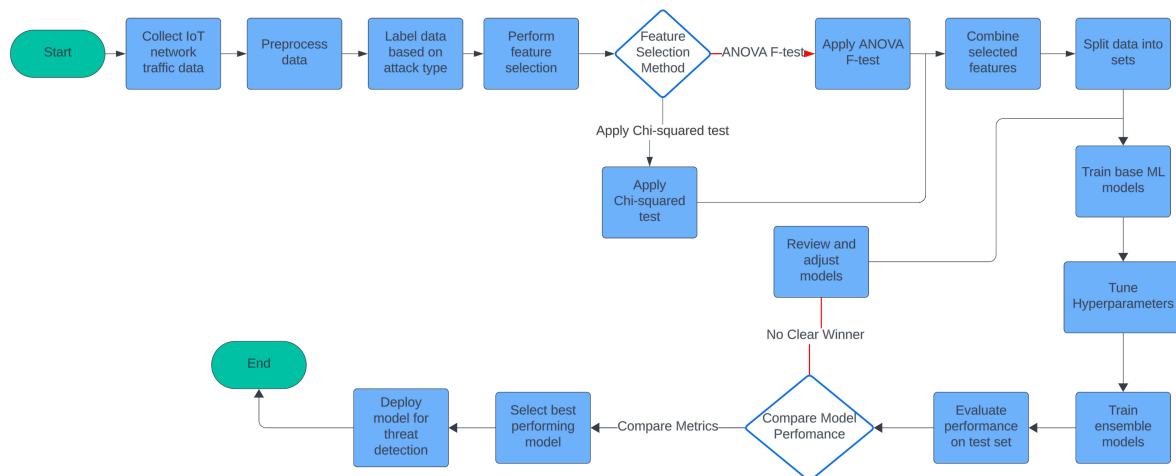 Start
Collect IoT
network
traffic data
Preprocess
data
Label data
based on
attack type
Perform
feature
selection
Feature
Selection
Method
ANOVA F-test
Apply ANOVA
F-test
Combine
selected
features
Split data into
sets
Apply Chi-squared test
Apply
Chi-squared
test
Train base ML
models
Review and
adjust
models
Tune
Hyperparameters
No Clear Winner
End
Deploy
model for
threat
detection
Select best
performing
model
Compare Metrics
Compare Model
Perfomance
Evaluate
performance
on test set
Train
ensemble
models